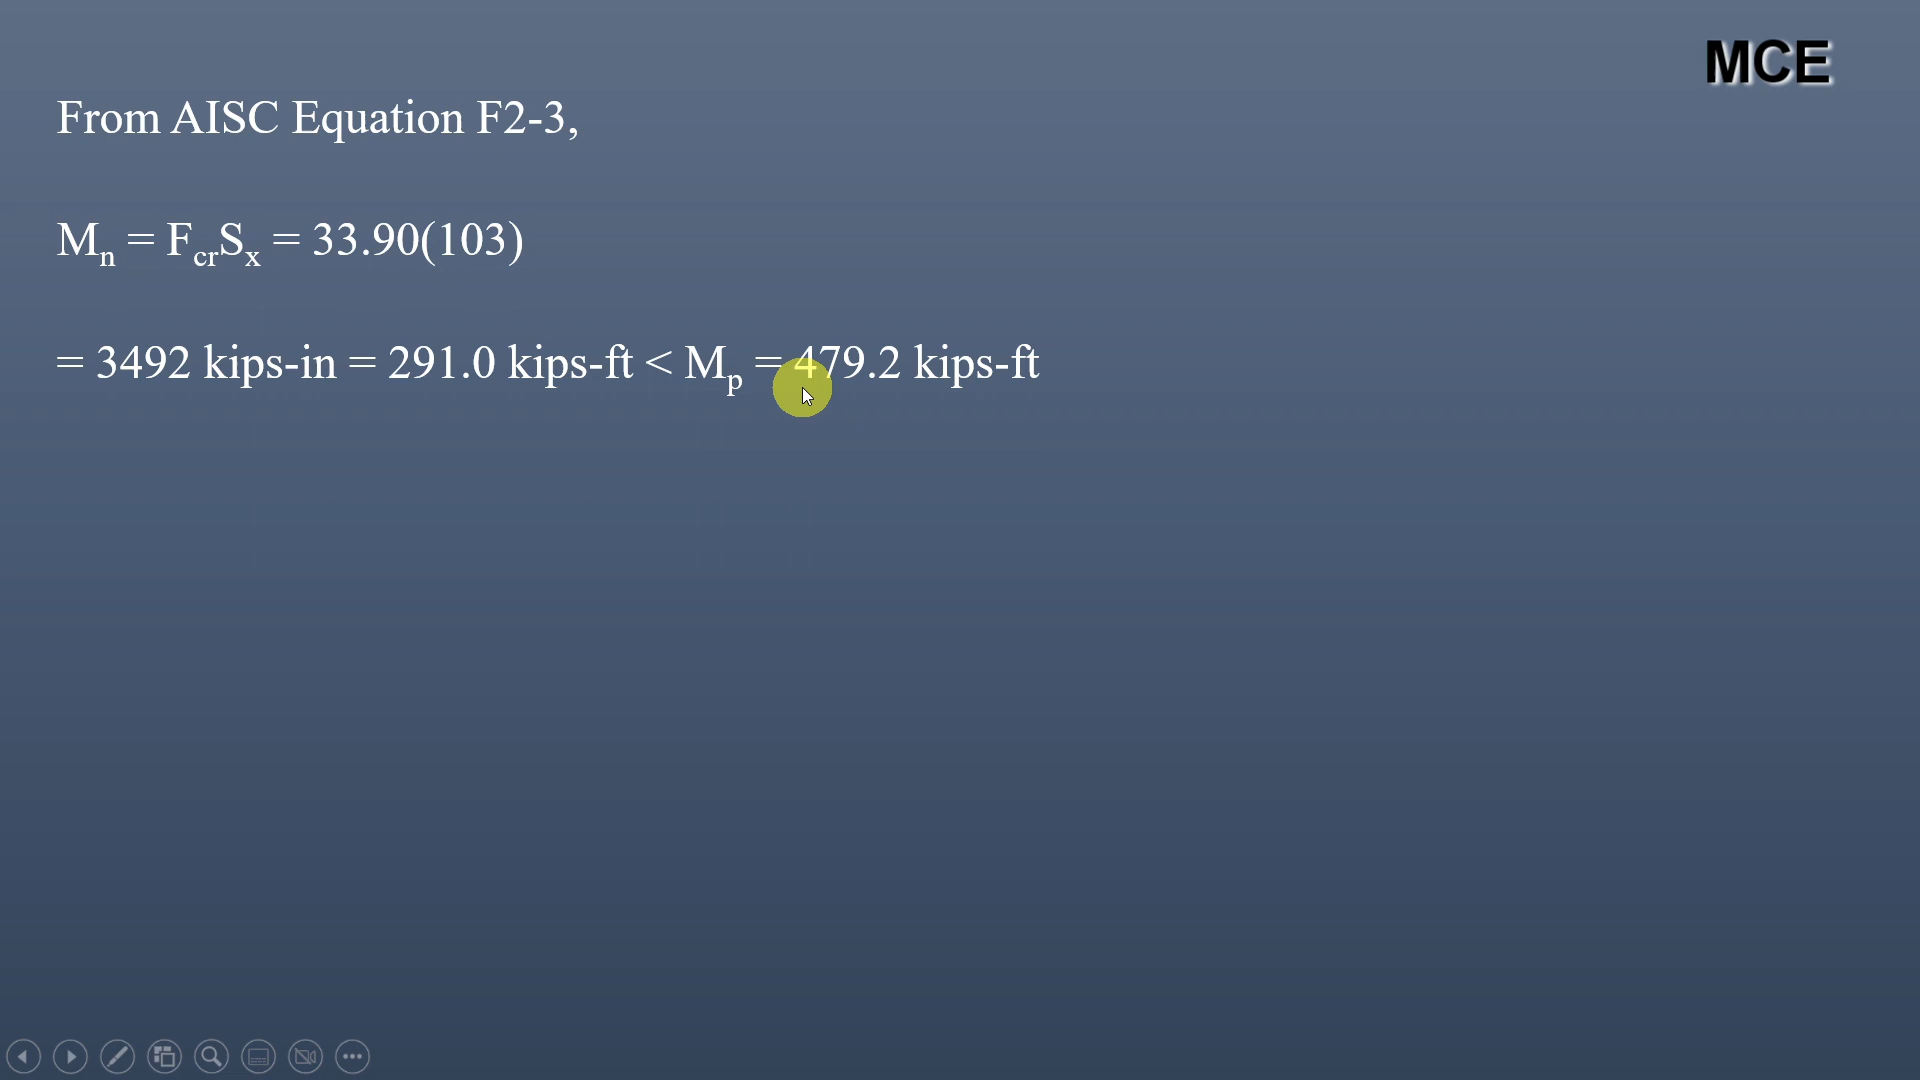 MCE
From AISC Equation F2-3,
Mn = FcrSx = 33.90(103)
= 3492 kips-in = 291.0 kips-ft < Mp = 479.2 kips-ft